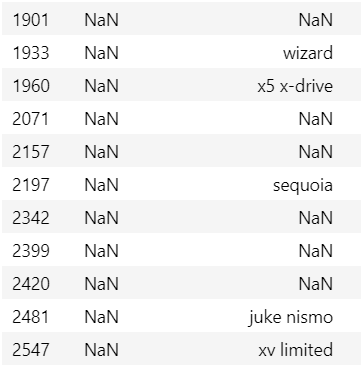 1901 NaN NaN
1933 NaN wizard
1960 NaN x5 x-drive
2071 NaN NaN
2157 NaN NaN
2197 NaN sequoia
2342 NaN NaN
2399 NaN NaN
2420 NaN NaN
2481 NaN juke nismo
2547 NaN xv limited